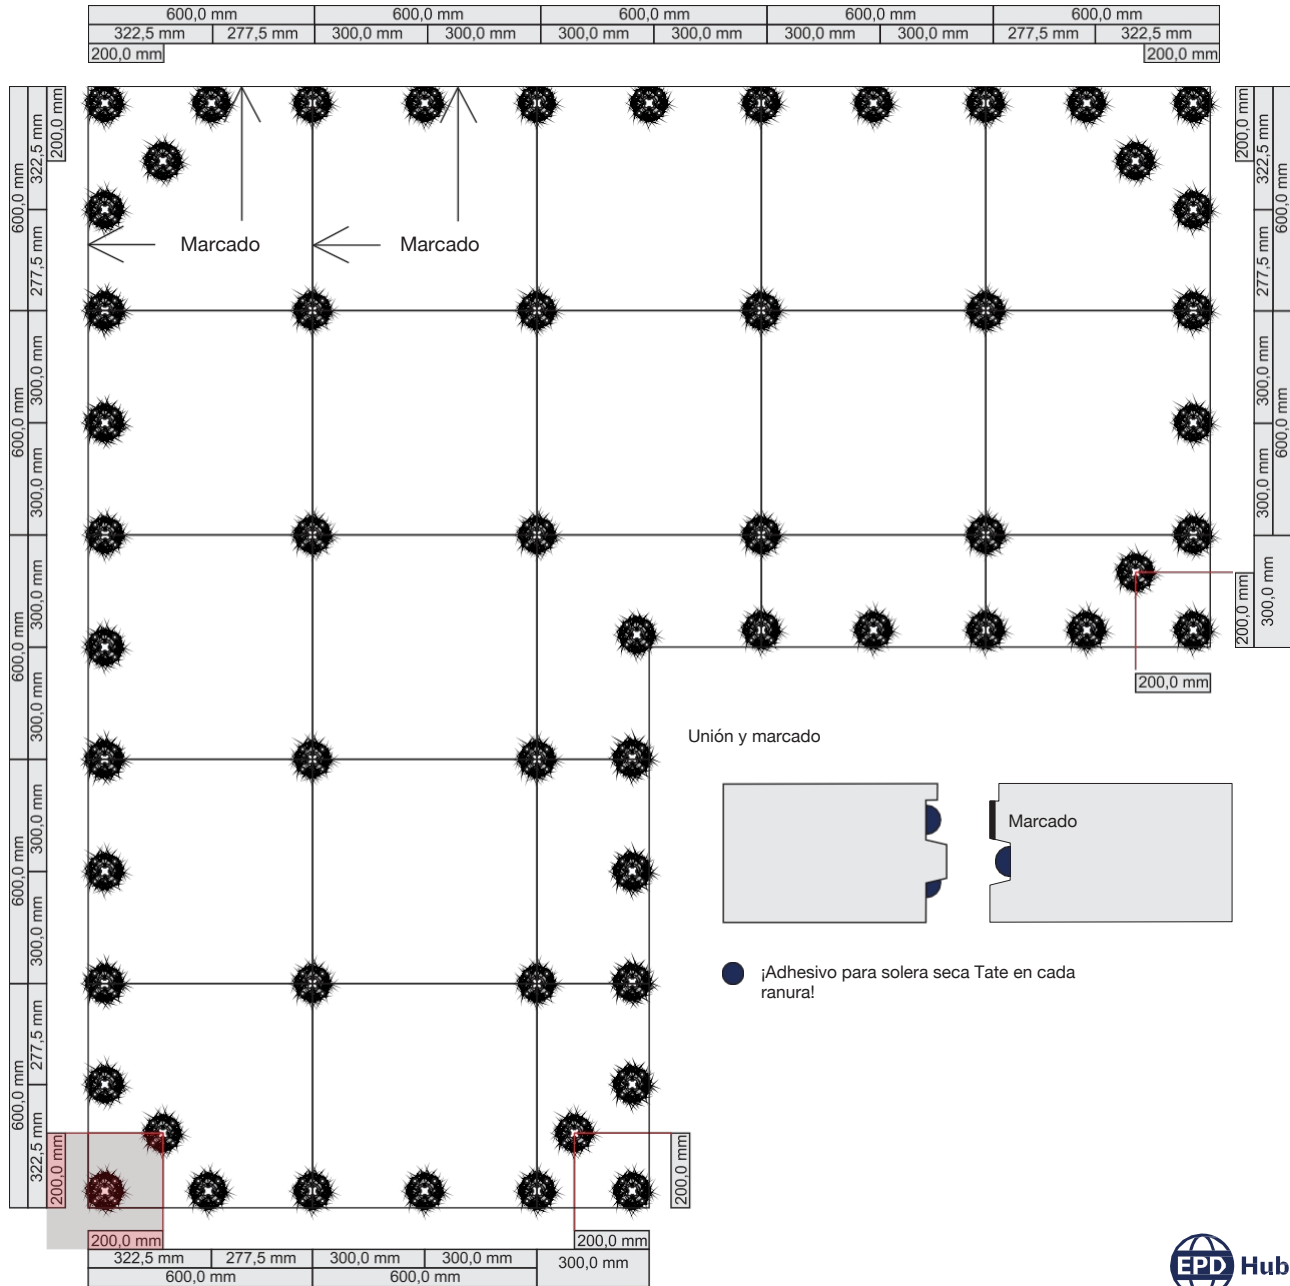 600,0 mm 600,0 mm 600,0 mm 600,0 mm 600,0 mm
322,5 mm 277,5 mm 300,0 mm 300,0 mm 300,0 mm 300,0 mm 300,0 mm 300,0 mm 277,5 mm 322,5 mm
200,0 mm 200,0 mm
600,0 mm
600,0 mm
600,0 mm
600,0 mm
600,0 mm
322,5 mm
277,5 mm
300,0 mm
300,0 mm
300,0 mm
300,0 mm
300,0 mm
300,0 mm
277,5 mm
322,5 mm
200,0 mm
200,0 mm
Marcado Marcado
200,0 mm
322,5 mm
277,5 mm
300,0 mm
300,0 mm
300,0 mm
600,0 mm
600,0 mm
200,0 mm
200,0 mm
Unión y marcado
Marcado
¡Adhesivo para solera seca Tate en cada
ranura!
200,0 mm
200,0 mm 200,0 mm
322,5 mm 277,5 mm 300,0 mm 300,0 mm 300,0 mm
600,0 mm 600,0 mm
EPD Hub